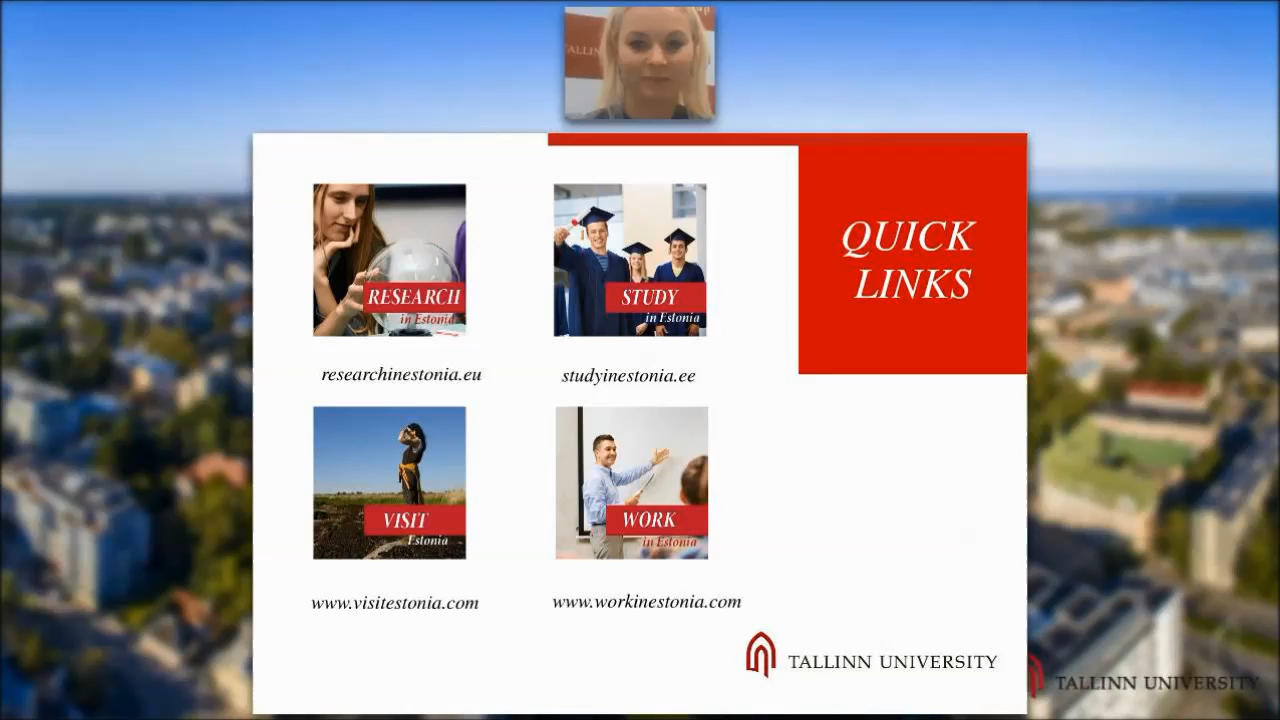 TALLIN
QUICK
LINKS
RESEARCH
in Estonia
STUDY
in Estonia
researchinestonia.eu
studyinestonia.ee
VISIT
Estonia
WORK
in Estonia
www.visitestonia.com
www.workinestonia.com
TALLINN UNIVERSITY
TALLINN UNIVERSITY